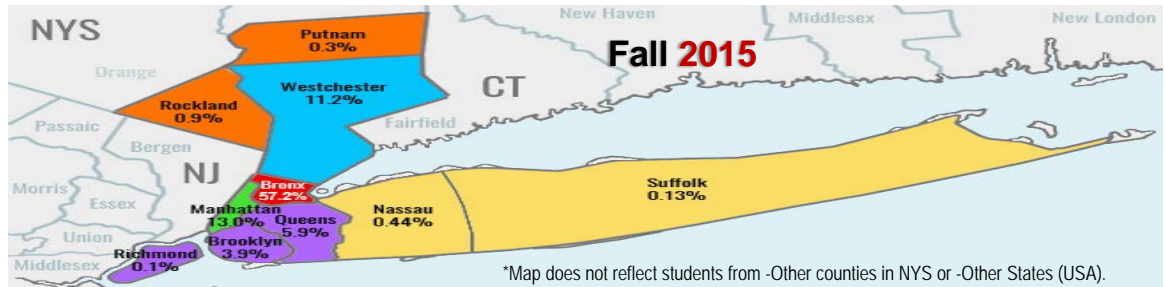 NYS
New Haven
Middlesex
New London
Putnam
0.3%
Fall 2015
Orange
Westchester
11.2%
CT
Rockland
0.9%
Passaic
Fairfield
Bergen
NJ
Morris
Essex
Bronx
57.2%
Suffolk
0.13%
Manhattan
13.0%
Queens
5.9%
Nassau
0.44%
Union
Brooklyn
3.9%
Richmond
0.1%
Middlesex
*Map does not reflect students from -Other counties in NYS or -Other States (USA).